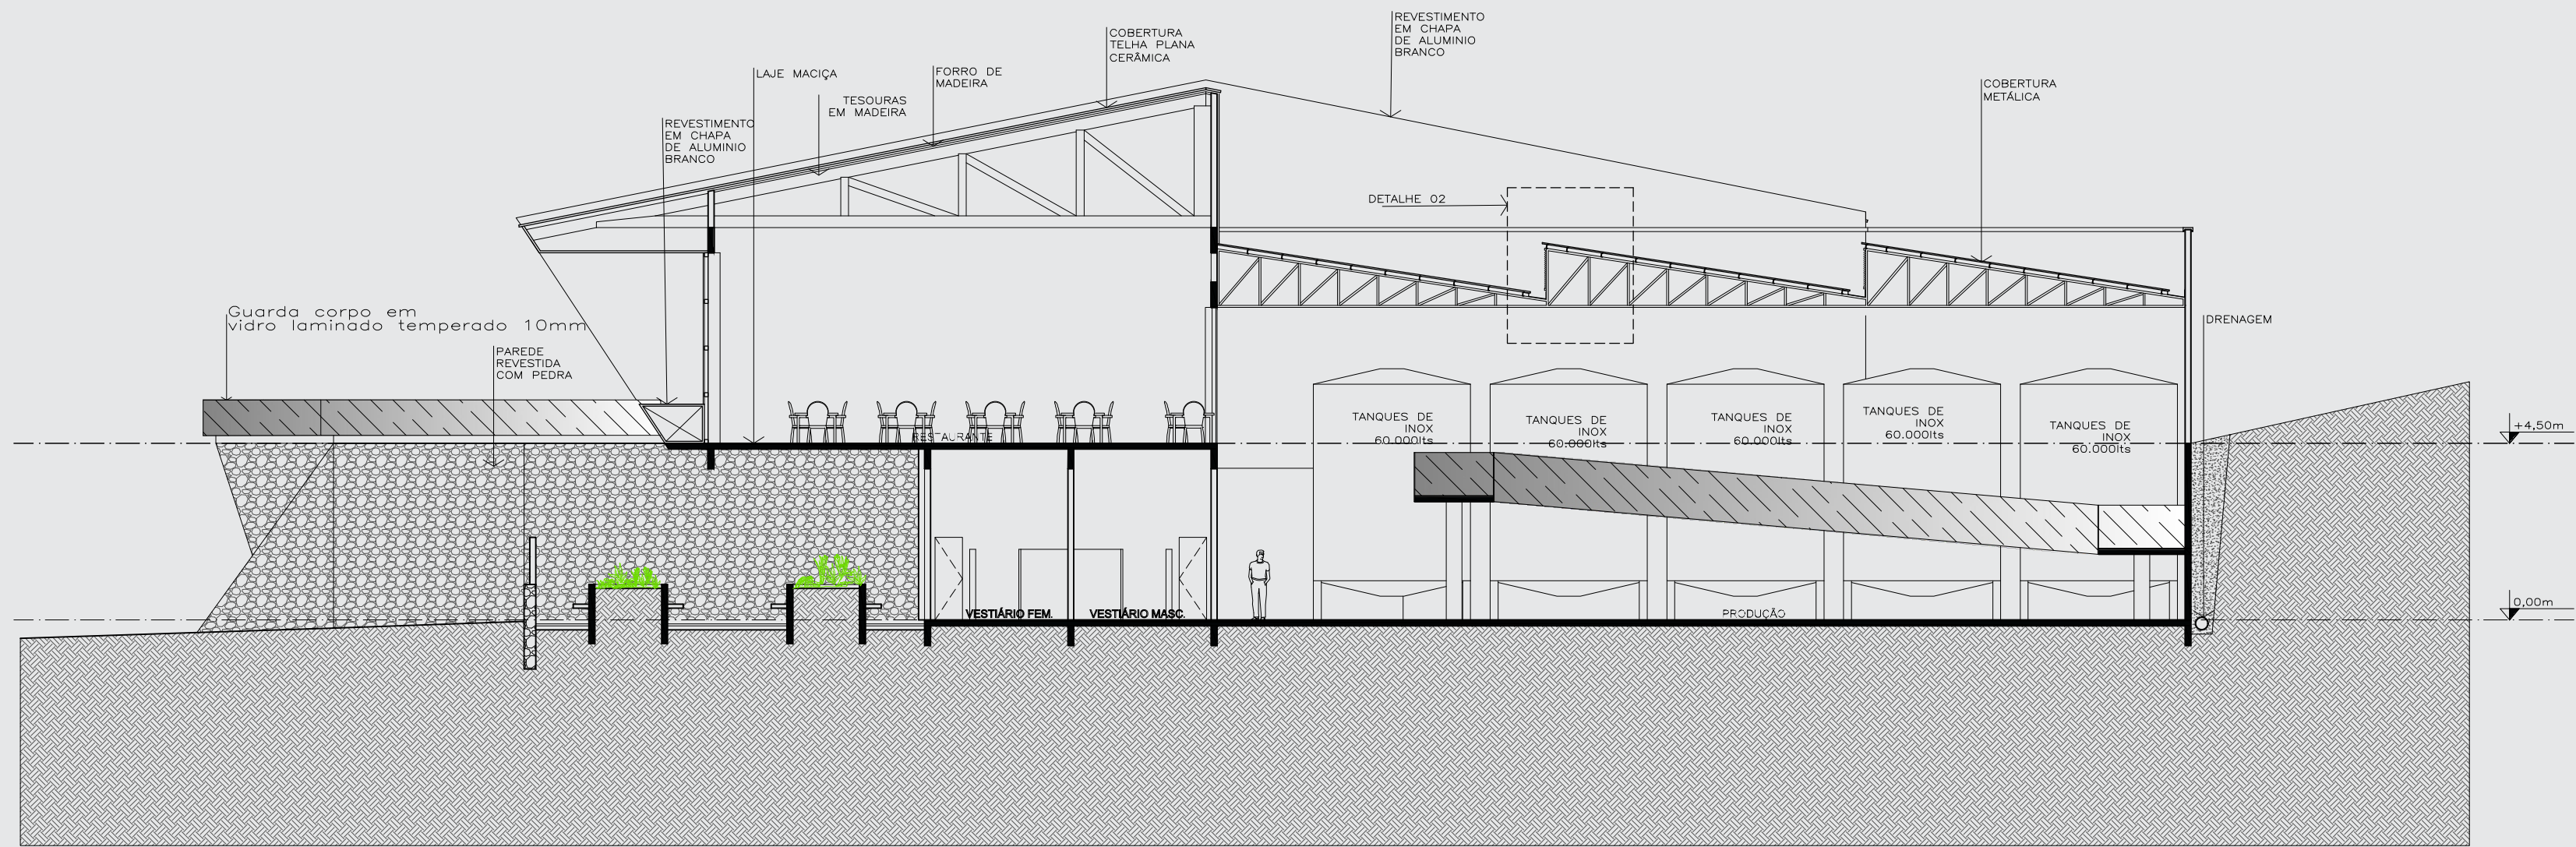 REVESTIMENTO
EM CHAPA
DE ALUMINIO
BRANCO
COBERTURA
TELHA PLANA
CERÂMICA
LAJE MACIÇA
FORRO DE
MADEIRA
TESOURAS
EM MADEIRA
COBERTURA
METÁLICA
REVESTIMENTO
EM CHAPA
DE ALUMINIO
BRANCO
DETALHE 02
Guarda corpo em
vidro laminado temperado 10mm
DRENAGEM
PAREDE
REVESTIDA
COM PEDRA
TANQUES DE
INOX
60.000lts
TANQUES DE
INOX
60.000lts
TANQUES DE
INOX
60.000lts
TANQUES DE
INOX
60.000lts
TANQUES DE
INOX
60.000lts
RESTAURANTE
+4,50m
0,00m
VESTIÁRIO FEM.
VESTIÁRIO MASC.
PRODUÇÃO